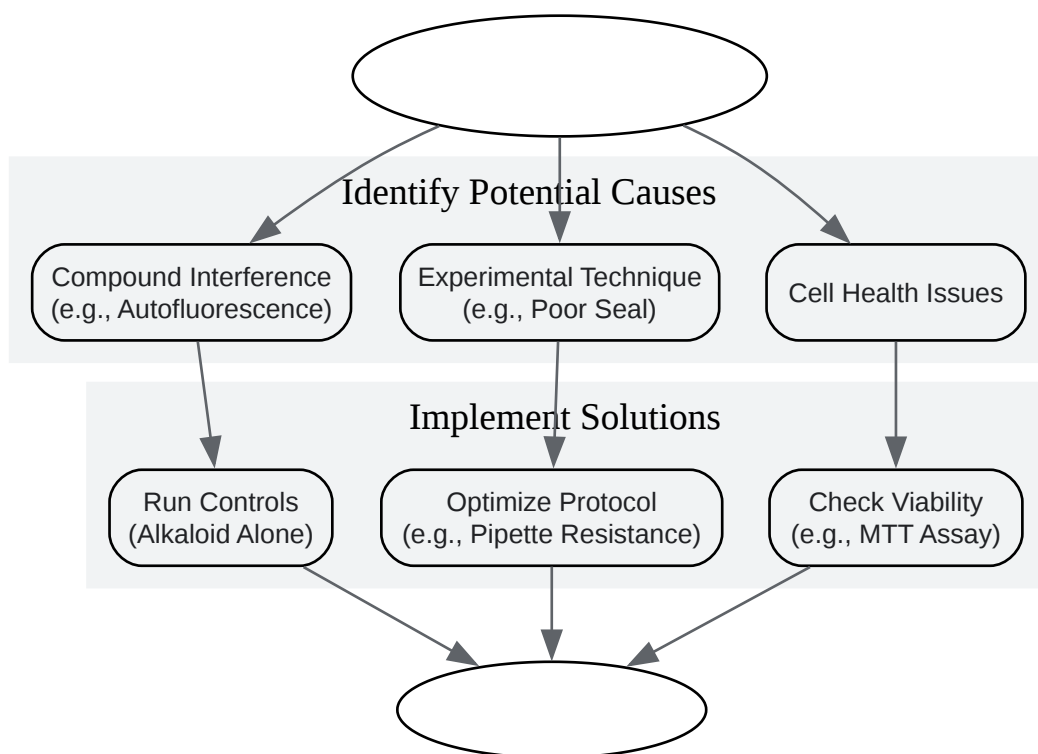 Identify Potential Causes
Compound Interference
(e.g., Autofluorescence)
Experimental Technique
(e.g., Poor Seal)
Cell Health Issues
Implement Solutions
Run Controls
(Alkaloid Alone)
Optimize Protocol
(e.g., Pipette Resistance)
Check Viability
(e.g., MTT Assay)